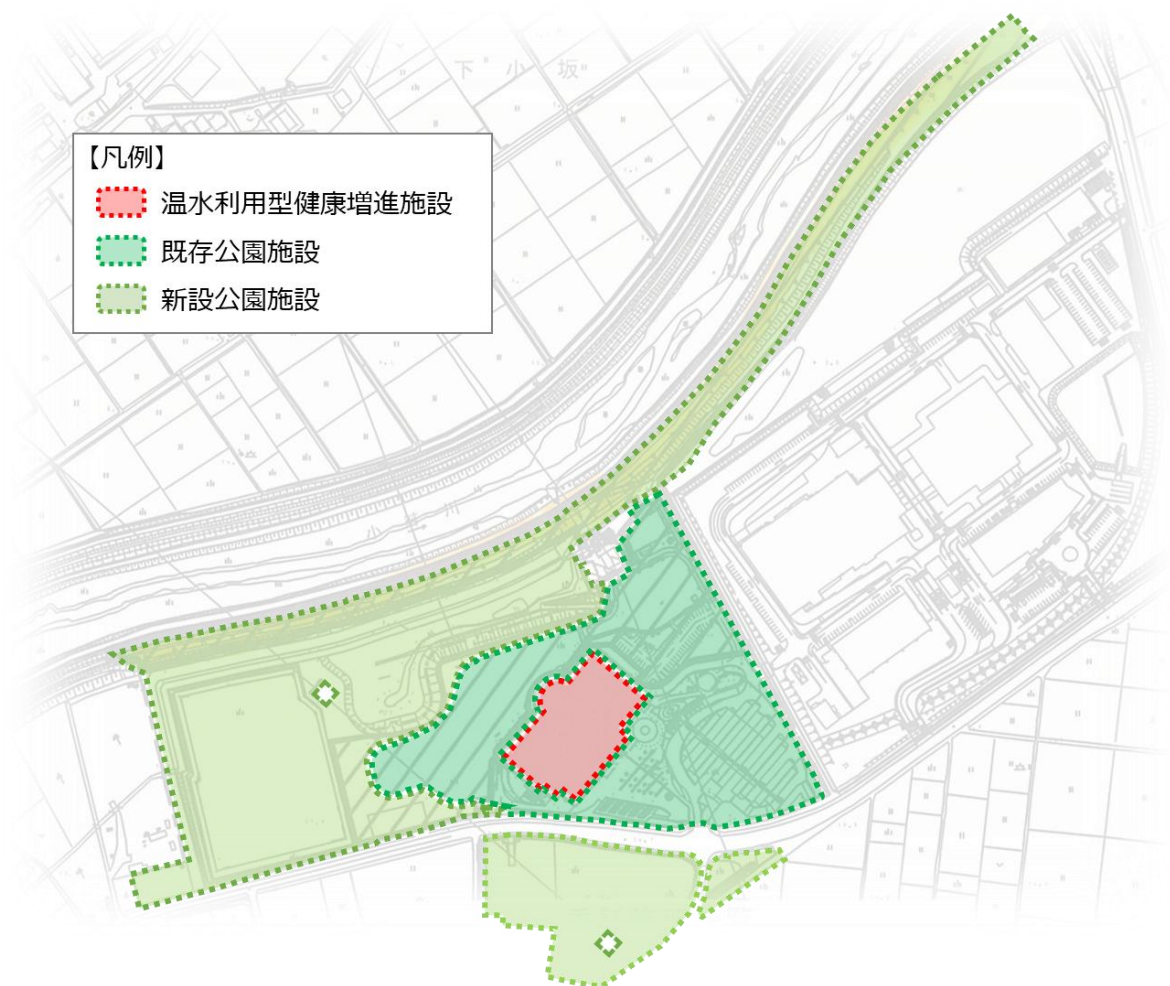 下小坂
【凡例】
温水利用型健康増進施設
既存公園施設
新設公園施設